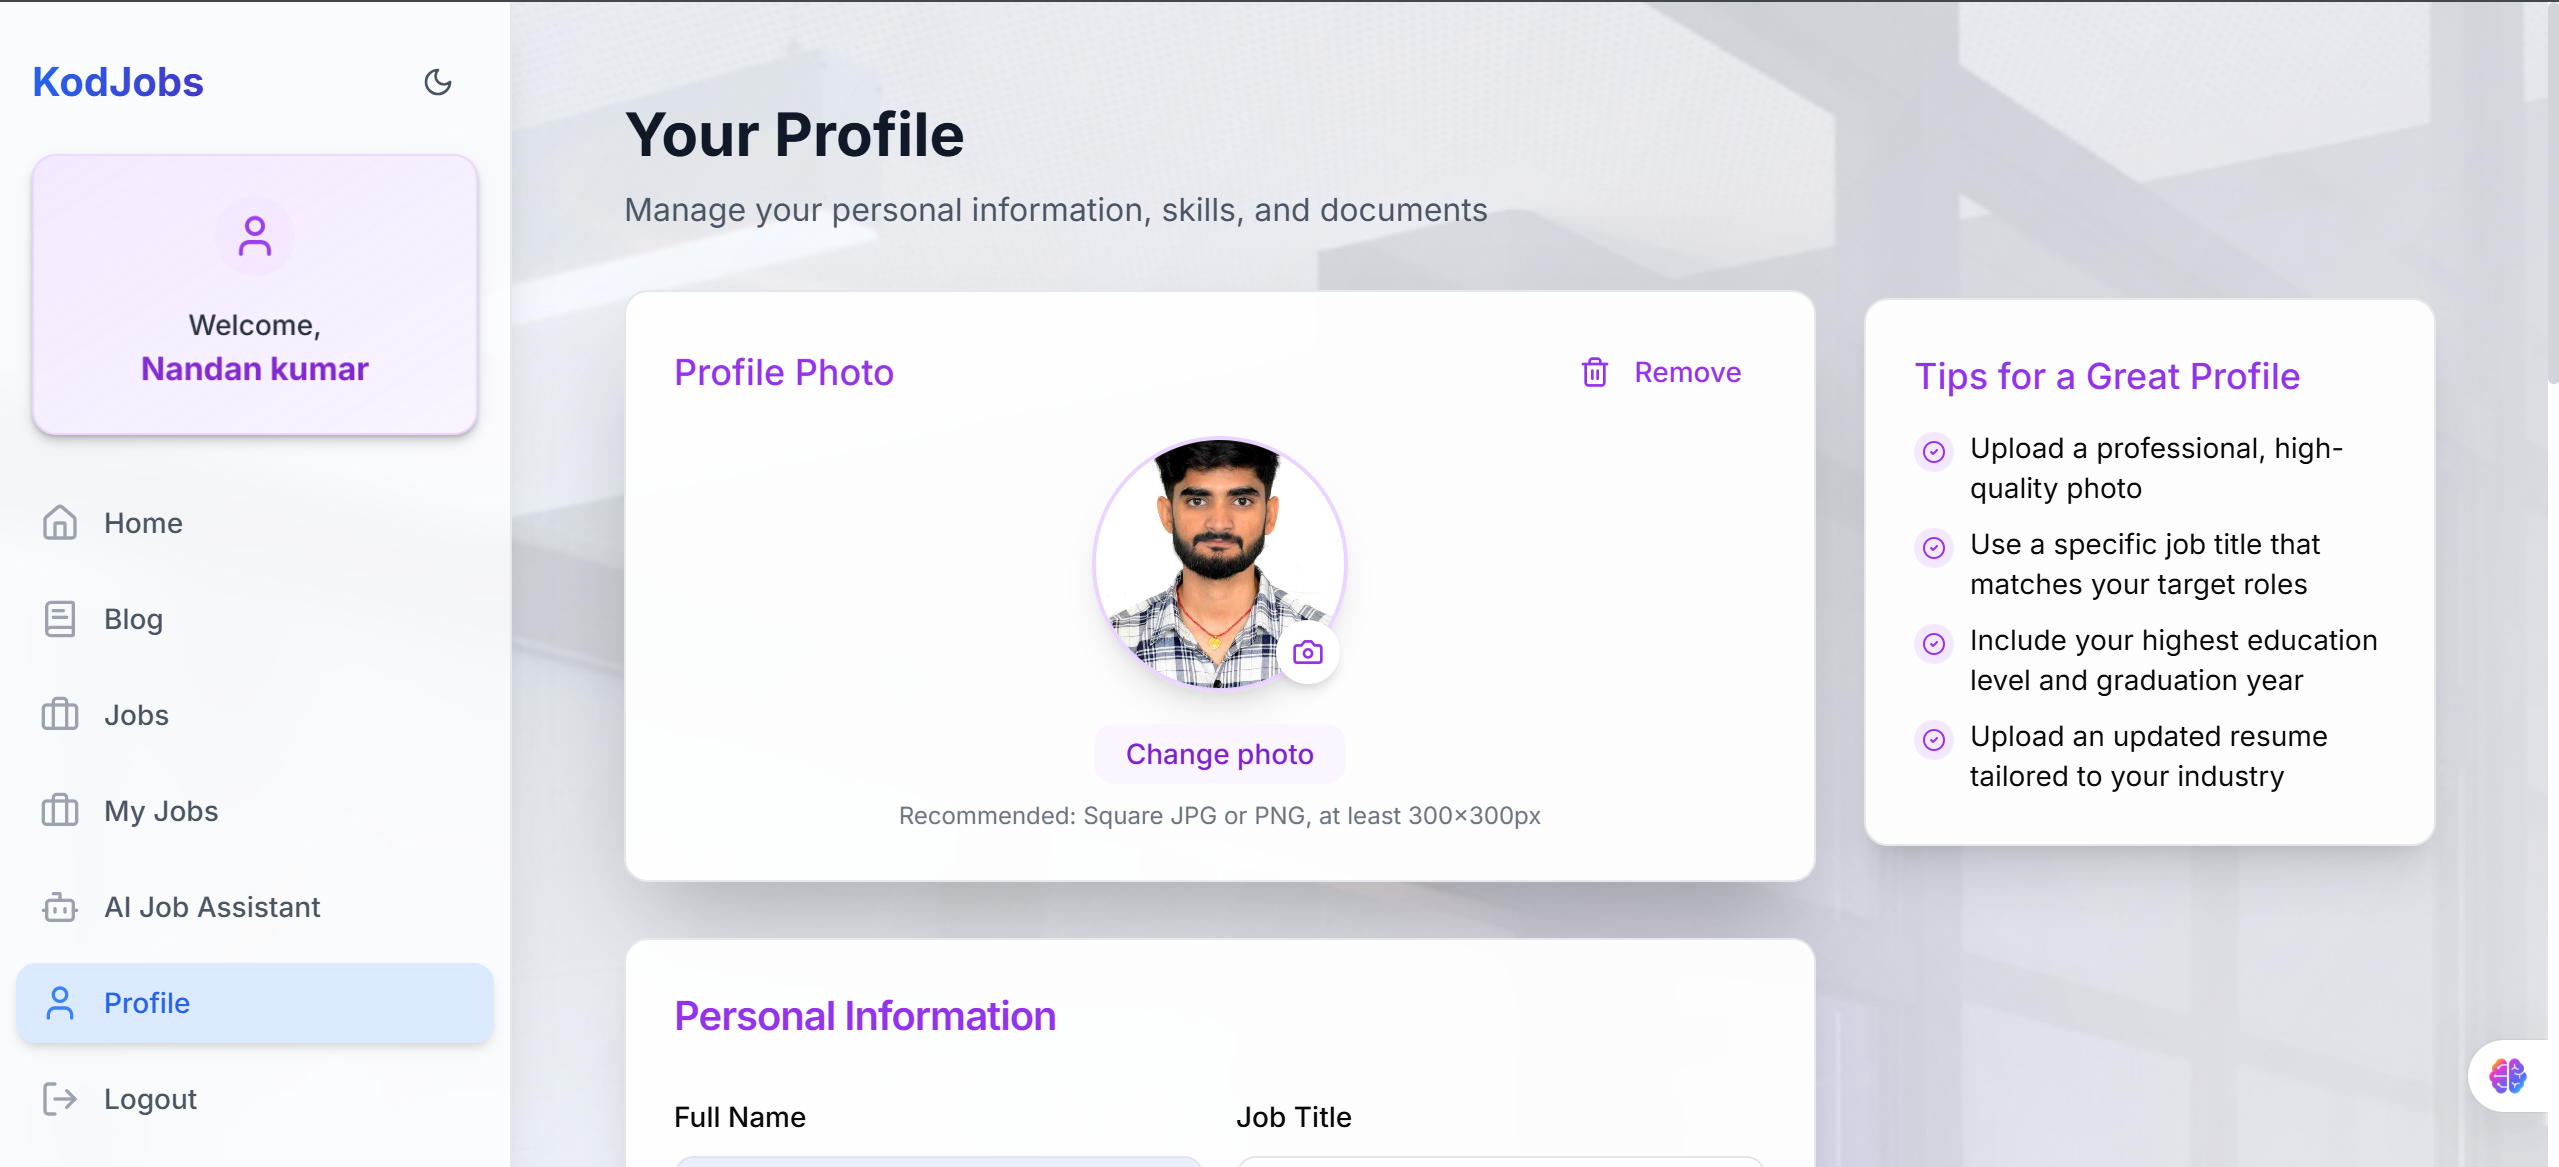 KodJobs
Welcome,
Nandan kumar
Home
Blog
Jobs
My Jobs
AI Job Assistant
Profile
Logout
Your Profile
Manage your personal information, skills, and documents
Profile Photo
Remove
Change photo
Recommended: Square JPG or PNG, at least 300×300px
Personal Information
Full Name
Job Title
Tips for a Great Profile
Upload a professional, high-
quality photo
Use a specific job title that
matches your target roles
Include your highest education
level and graduation year
Upload an updated resume
tailored to your industry